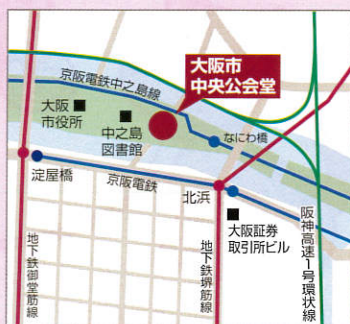 大阪市
中央公会堂
京阪電鉄中之島線
大阪
市役所
中之島
図書館
なにわ橋
淀屋橋
京阪電鉄
北浜
大阪証券
取引所ビル
地下鉄御堂筋線
地下鉄堺筋線
阪神高速1号環状線